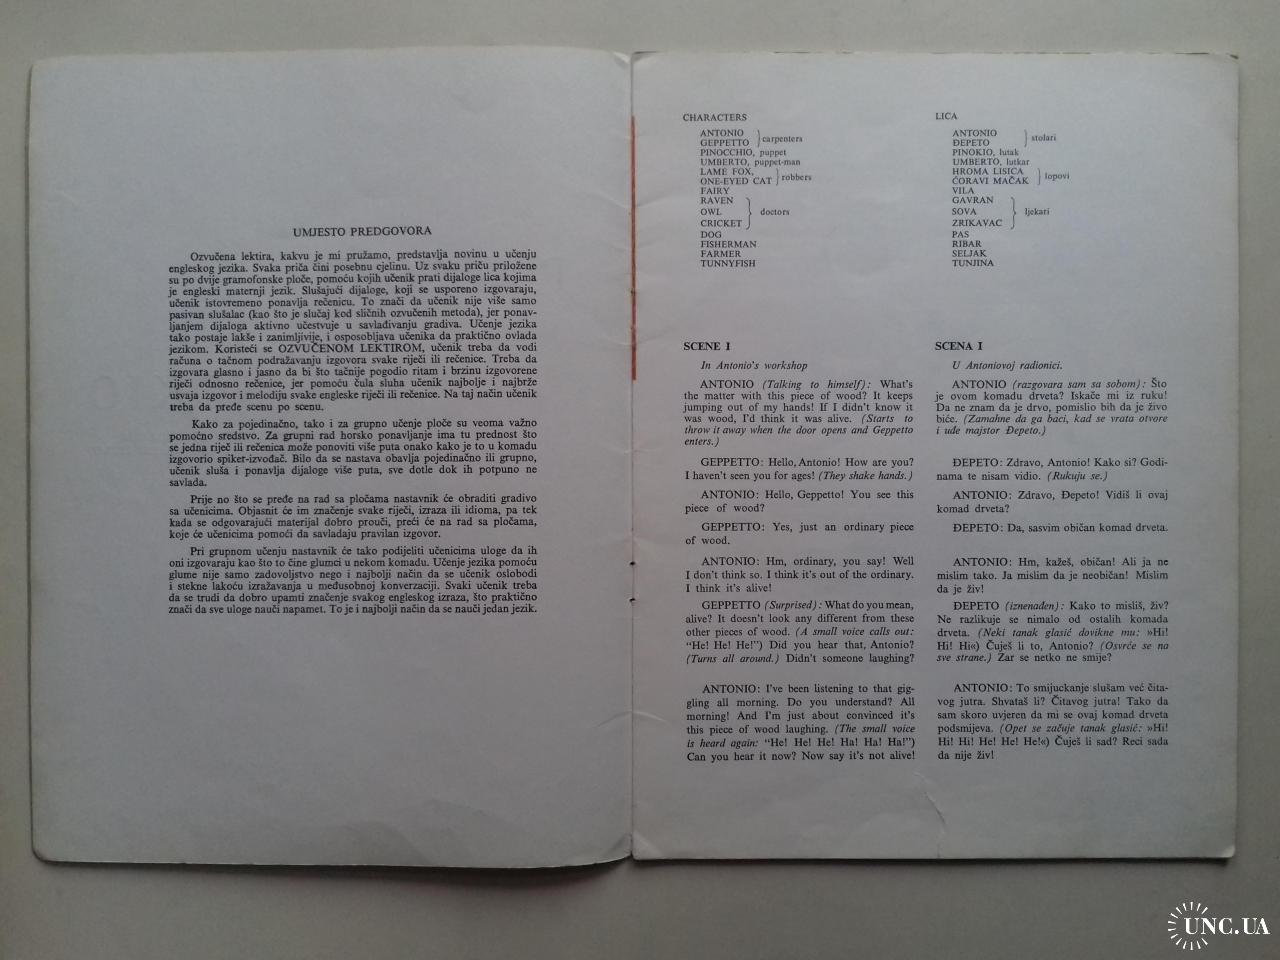 UMJESTO PREDGOVORA
Ozvučena lektira, kakvu je mi pružamo, predstavlja novinu u učenju
engleskog jezika. Svaka priča čini posebnu cjelinu. Uz svaku priču priložene
su po dvije gramofonske ploče, pomoću kojih učenik prati dijaloge lica kojima
je engleski maternji jezik. Slušajući dijaloge, koji se usporeno izgovaraju,
učenik istovremeno ponavlja rečenicu. To znači da učenik nije više samo
pasivan slušalac (kao što je slučaj kod sličnih ozvučenih metoda), jer ponav-
ljanjem dijaloga aktivno učestvuje u savlađivanju gradiva. Učenje jezika
tako postaje lakše i zanimljivije, i osposobljava učenika da praktično ovlada
jezikom. Koristeći se OZVUČENOM LEKTIROM, učenik treba da vodi
računa o tačnom podražavanju izgovora svake riječi ili rečenice. Treba da
izgovara glasno i jasno da bi što tačnije pogodio ritam i brzinu izgovorene
riječi odnosno rečenice, jer pomoću čula sluha učenik najbolje i najbrže
usvaja izgovor i melodiju svake engleske riječi ili rečenice. Na taj način učenik
treba da pređe scenu po scenu.
Kako za pojedinačno, tako i za grupno učenje ploče su veoma važno
pomoćno sredstvo. Za grupni rad horsko ponavljanje ima tu prednost što
se jedna riječ ili rečenica može ponoviti više puta onako kako je to u komadu
izgovorio spiker-izvođač. Bilo da se nastava obavlja pojedinačno ili grupno,
učenik sluša i ponavlja dijaloge više puta, sve dotle dok ih potpuno ne
savlada.
Prije no što se pređe na rad sa pločama nastavnik će obraditi gradivo
sa učenicima. Objasnit će im značenje svake riječi, izraza ili idioma, pa tek
kada se odgovarajući materijal dobro prouči, preći će na rad sa pločama,
koje će učenicima pomoći da savladaju pravilan izgovor.
Pri grupnom učenju nastavnik će tako podijeliti učenicima uloge da ih
oni izgovaraju kao što to čine glumci u nekom komadu. Učenje jezika pomoću
glume nije samo zadovoljstvo nego i najbolji način da se učenik oslobodi
i stekne lakoću izražavanja u međusobnoj konverzaciji. Svaki učenik treba
da se trudi da dobro upamti značenje svakog engleskog izraza, što praktično
znači da sve uloge nauči napamet. To je i najbolji način da se nauči jedan jezik.
CHARACTERS
ANTONIO
GEPPETTO
carpenters
PINOCCHIO, puppet
UMBERTO, puppet-man
LAME FOX,
ONE-EYED CAT
robbers
FAIRY
RAVEN
OWL
CRICKET
doctors
DOG
FISHERMAN
FARMER
TUNNYFISH
SCENE I
In Antonio's workshop
ANTONIO (Talking to himself): What's
the matter with this piece of wood? It keeps
jumping out of my hands! If I didn't know it
was wood, I'd think it was alive. (Starts to
throw it away when the door opens and Geppetto
enters.)
GEPPETTO: Hello, Antonio! How are you?
I haven't seen you for ages! (They shake hands.)
ANTONIO: Hello, Geppetto! You see this
piece of wood?
GEPPETTO: Yes, just an ordinary piece
of wood.
ANTONIO: Hm, ordinary, you say! Well
I don't think so. I think it's out of the ordinary.
I think it's alive!
GEPPETTO (Surprised): What do you mean,
alive? It doesn't look any different from these
other pieces of wood. (A small voice calls out:
“He! He! He!”) Did you hear that, Antonio?
(Turns all around.) Didn't someone laughing?
ANTONIO: I've been listening to that gig-
gling all morning. Do you understand? All
morning! And I'm just about convinced it's
this piece of wood laughing. (The small voice
is heard again: “He! He! He! Ha! Ha! Ha!”)
Can you hear it now? Now say it's not alive!
LICA
ANTONIO
ĐEPETO
stolari
PINOKIO, lutak
UMBERTO, lutkar
HROMA LISICA
ĆORAVI MAČAK
lopovi
VILA
GAVRAN
SOVA
ZRIKAVAC
ljekari
PAS
RIBAR
SELJAK
TUNJINA
SCENA I
U Antoniovoj radionici.
ANTONIO (razgovara sam sa sobom): Što
je ovom komadu drveta? Iskače mi iz ruku!
Da ne znam da je drvo, pomislio bih da je živo
biće. (Zamahne da ga baci, kad se vrata otvore
i uđe majstor Đepeto.)
ĐEPETO: Zdravo, Antonio! Kako si? Godi-
nama te nisam vidio. (Rukuju se.)
ANTONIO: Zdravo, Đepeto! Vidiš li ovaj
komad drveta?
ĐEPETO: Da, sasvim običan komad drveta.
ANTONIO: Hm, kažeš, običan! Ali ja ne
mislim tako. Ja mislim da je neobičan! Mislim
da je živ!
ĐEPETO (iznenađen): Kako to misliš, živ?
Ne razlikuje se nimalo od ostalih komada
drveta. (Neki tanak glasić dovikne mu: »Hi!
Hi! Hi«) Čuješ li to, Antonio? (Osvrće se na
sve strane.) Zar se netko ne smije?
ANTONIO: To smijuckanje slušam već čita-
vog jutra. Shvataš li? Čitavog jutra! Tako da
sam skoro uvjeren da mi se ovaj komad drveta
podsmijeva. (Opet se začuje tanak glasić: »Hi!
Hi! Hi! He! He! He!«) Čuješ li sad? Reci sada
da nije živ!
UNC.UA